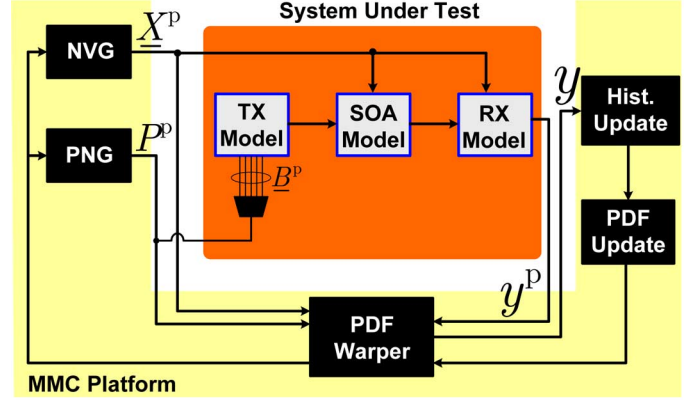 System Under Test
NVG
X^p
PNG
P^p
TX
Model
SOA
Model
RX
Model
B^p
y
Hist.
Update
PDF
Update
y^p
PDF
Warper
MMC Platform